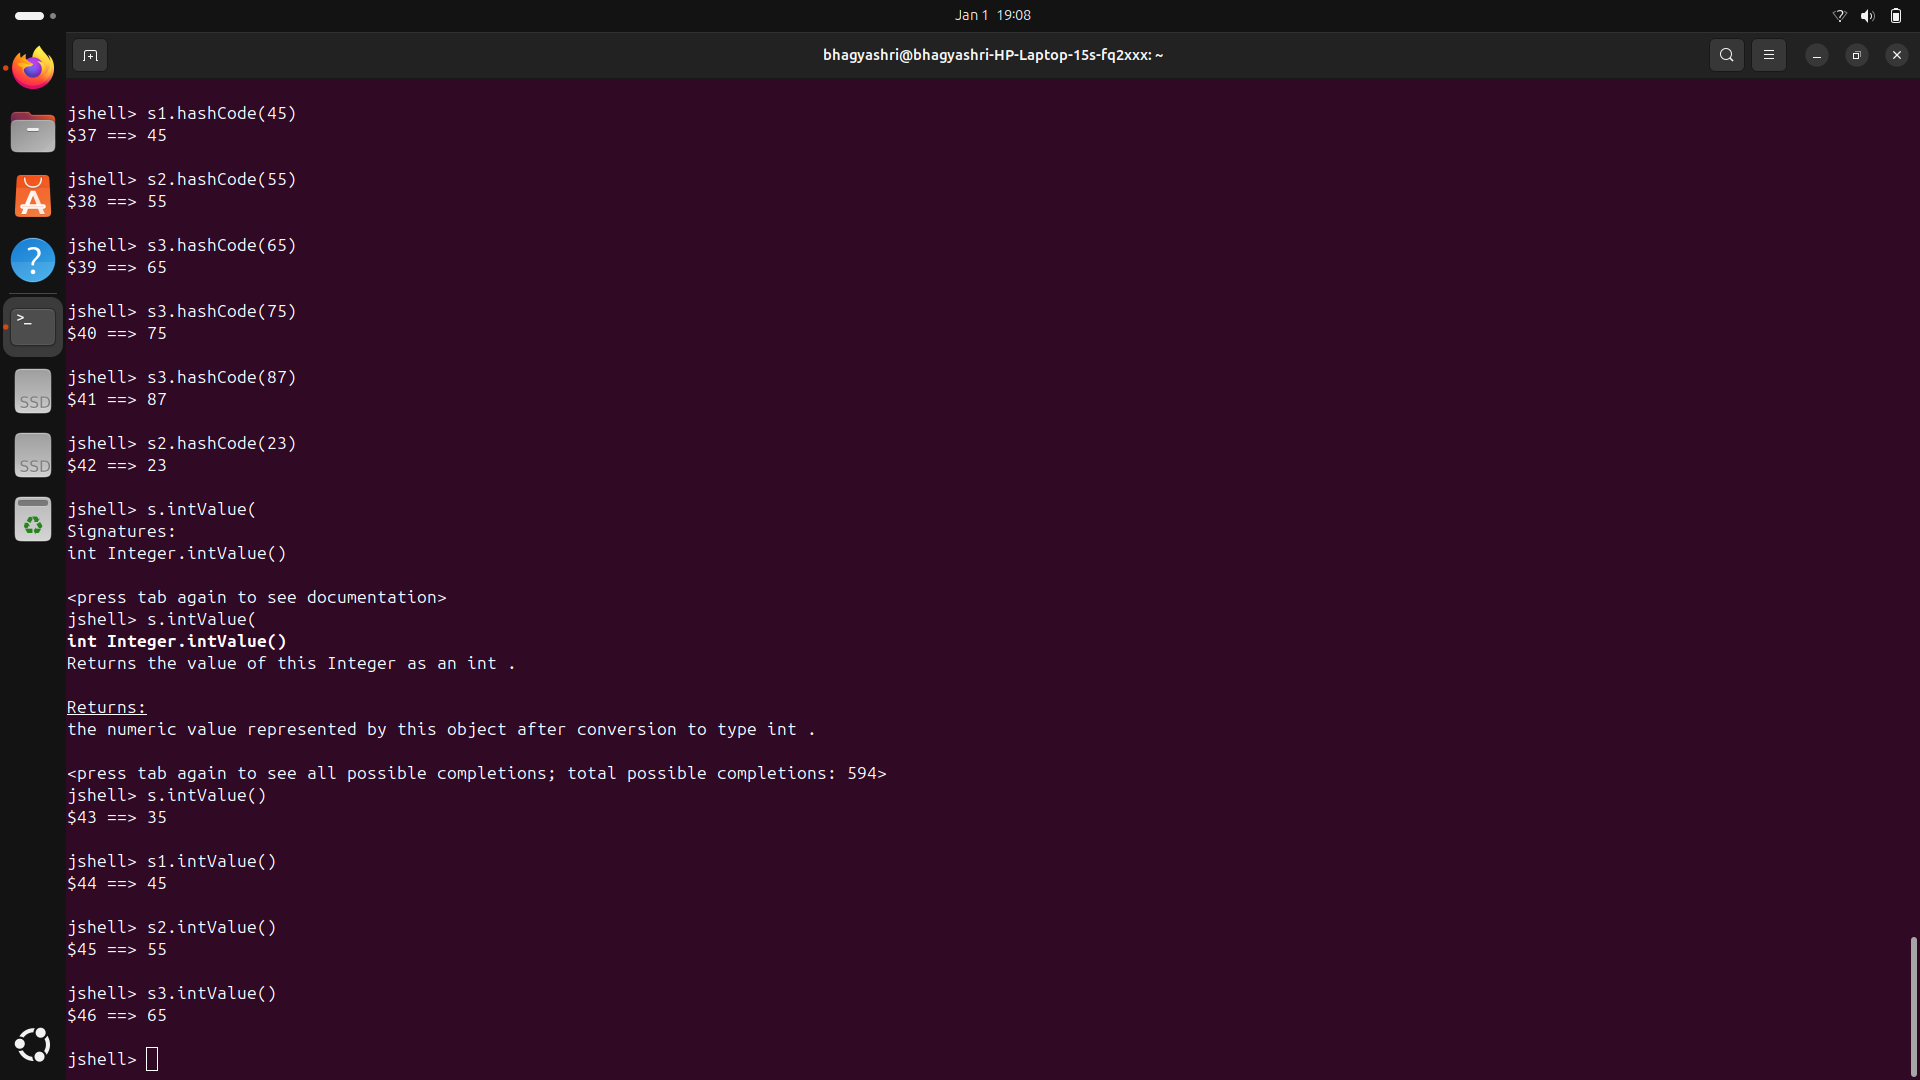 Jan 1 19:08
bhagyashri@bhagyashri-HP-Laptop-15s-fq2xxx: ~
jshell> s1.hashCode(45)
$37 ==> 45
jshell> s2.hashCode(55)
$38 ==> 55
jshell> s3.hashCode(65)
$39 ==> 65
jshell> s3.hashCode(75)
$40 ==> 75
jshell> s3.hashCode(87)
$41 ==> 87
jshell> s2.hashCode(23)
$42 ==> 23
jshell> s.intValue(
Signatures:
int Integer.intValue()
<press tab again to see documentation>
jshell> s.intValue(
int Integer.intValue()
Returns the value of this Integer as an int .
Returns:
the numeric value represented by this object after conversion to type int .
<press tab again to see all possible completions; total possible completions: 594>
jshell> s.intValue()
$43 ==> 35
jshell> s1.intValue()
$44 ==> 45
jshell> s2.intValue()
$45 ==> 55
jshell> s3.intValue()
$46 ==> 65
jshell>
SSD
SSD